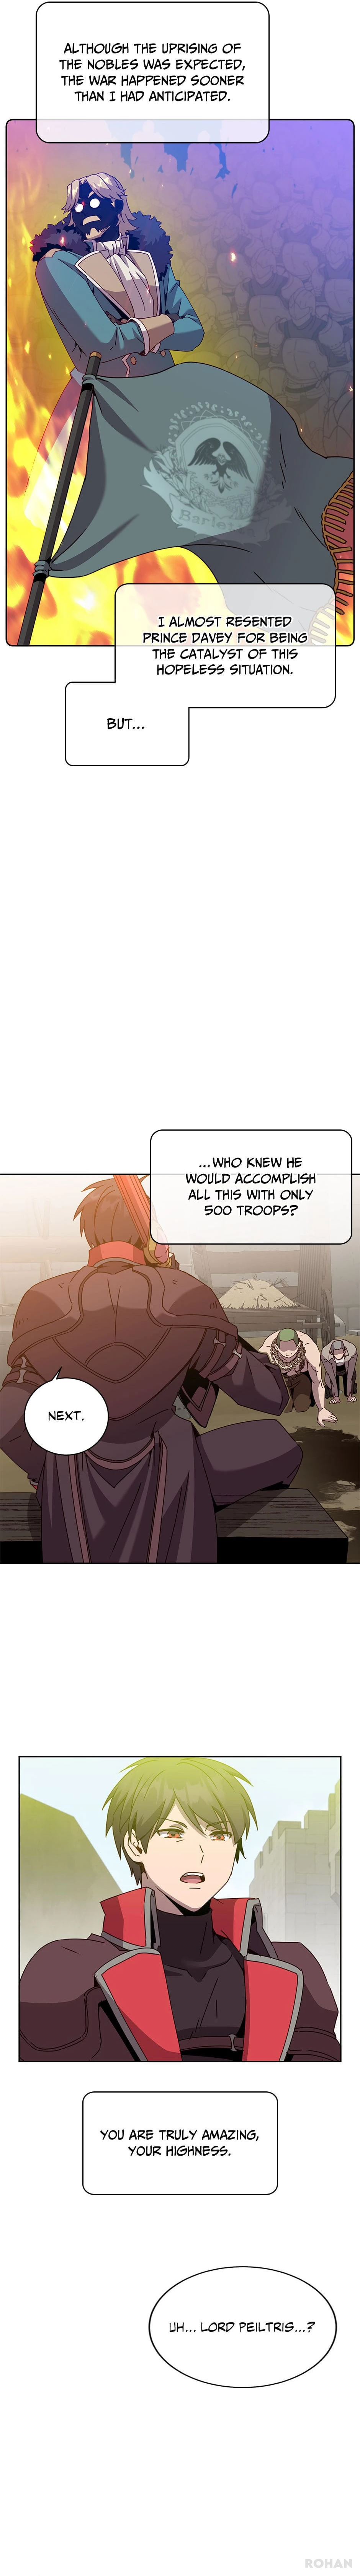 ALTHOUGH THE UPRISING OF
THE NOBLES WAS EXPECTED,
THE WAR HAPPENED SOONER
THAN I HAD ANTICIPATED.
Barlet
I ALMOST RESENTED
PRINCE DAVEY FOR BEING
THE CATALYST OF THIS
HOPELESS SITUATION.
BUT...
...WHO KNEW HE
WOULD ACCOMPLISH
ALL THIS WITH ONLY
500 TROOPS?
NEXT.
YOU ARE TRULY AMAZING,
YOUR HIGHNESS.
UH... LORD PEILTRIS...?
ROHAN